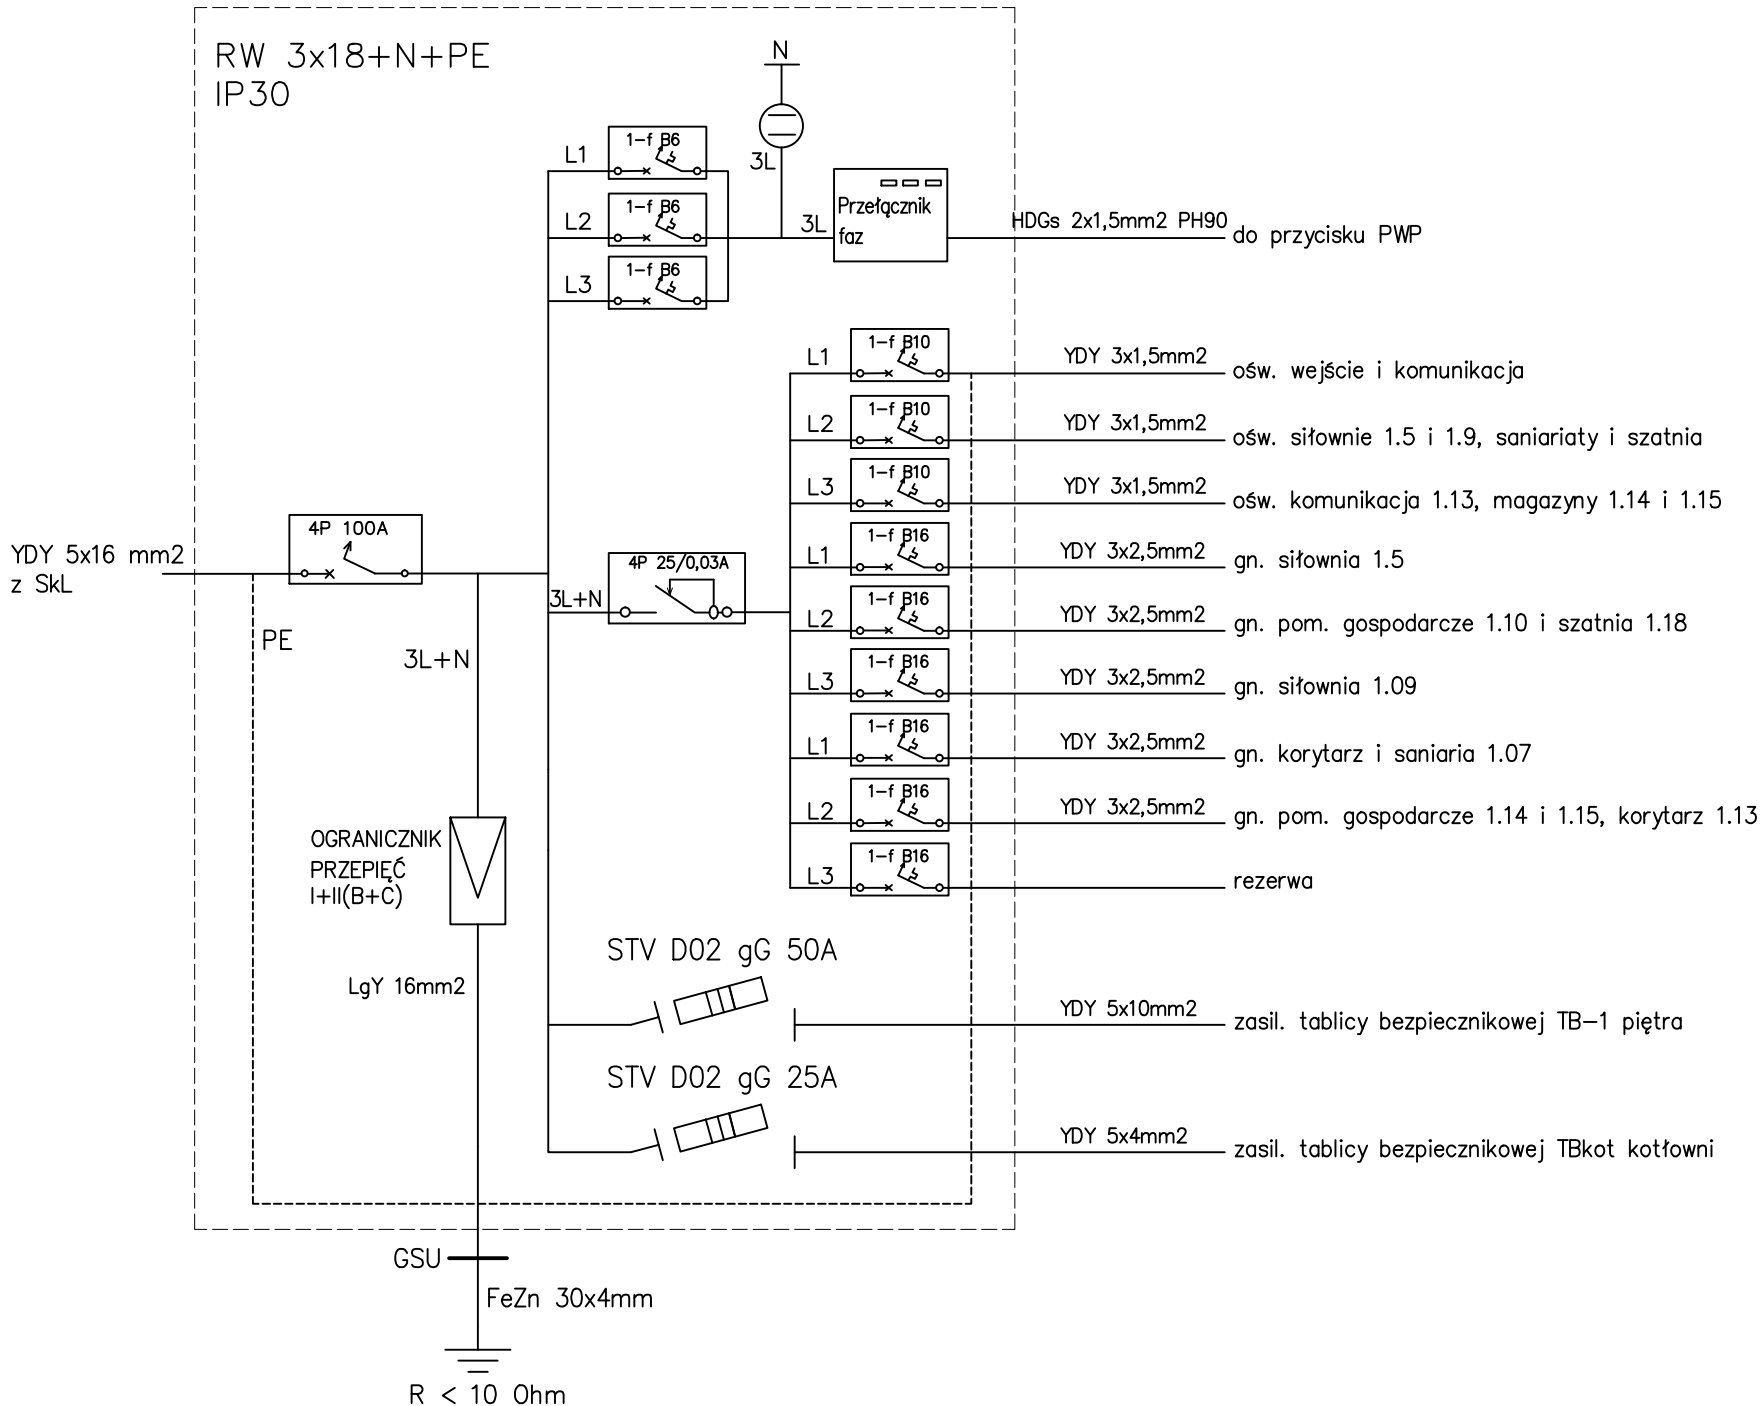 RW 3x18+N+PE
IP30
N
3L
L1
1-f B6
L2
1-f B6
L3
1-f B6
3L
Przełącznik
faz
HDGs 2x1,5mm2 PH90
do przycisku PWP
L1
1-f B10
YDY 3x1,5mm2
ośw. wejście i komunikacja
L2
1-f B10
YDY 3x1,5mm2
ośw. siłownie 1.5 i 1.9, saniariaty i szatnia
L3
1-f B10
YDY 3x1,5mm2
ośw. komunikacja 1.13, magazyny 1.14 i 1.15
L1
1-f B16
YDY 3x2,5mm2
gn. siłownia 1.5
L2
1-f B16
YDY 3x2,5mm2
gn. pom. gospodarcze 1.10 i szatnia 1.18
L3
1-f B16
YDY 3x2,5mm2
gn. siłownia 1.09
L1
1-f B16
YDY 3x2,5mm2
gn. korytarz i saniaria 1.07
L2
1-f B16
YDY 3x2,5mm2
gn. pom. gospodarcze 1.14 i 1.15, korytarz 1.13
L3
1-f B16
rezerwa
YDY 5x16 mm2
z SkL
4P 100A
PE
3L+N
3L+N
4P 25/0,03A
OGRANICZNIK
PRZEPIĘĆ
I+II(B+C)
LgY 16mm2
STV D02 gG 50A
YDY 5x10mm2
zasil. tablicy bezpiecznikowej TB-1 piętra
STV D02 gG 25A
YDY 5x4mm2
zasil. tablicy bezpiecznikowej TBkot kotłowni
GSU
FeZn 30x4mm
R < 10 Ohm